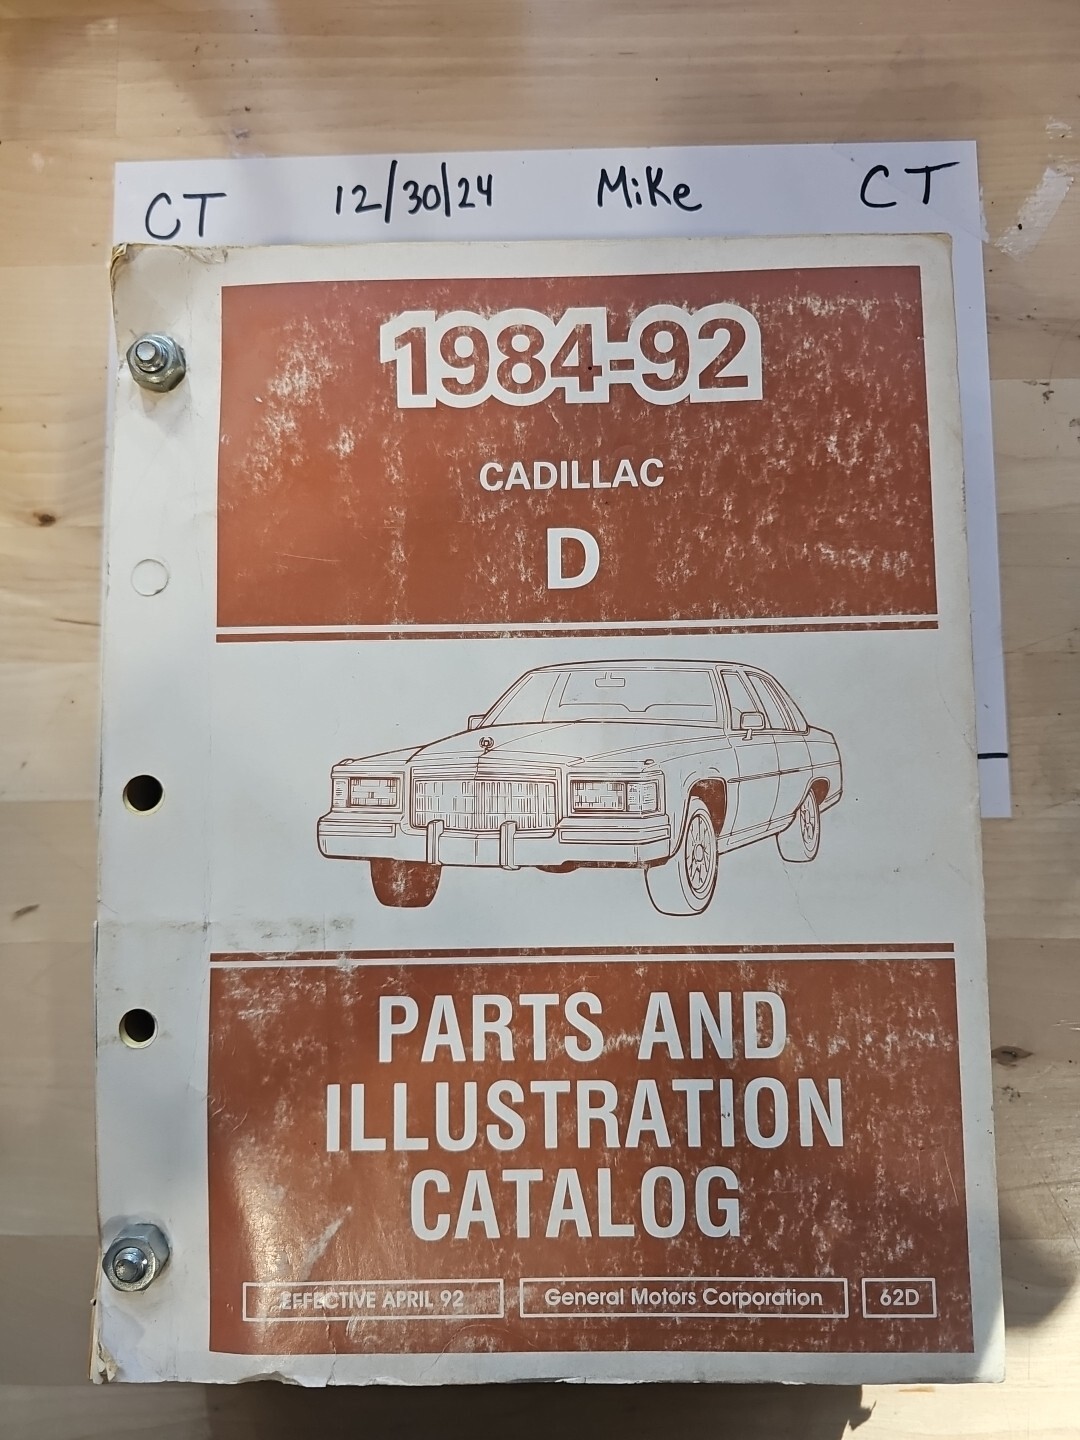 CT 12/30/24 Mike CT
1984-92
CADILLAC
D
PARTS AND
ILLUSTRATION
CATALOG
EFFECTIVE APRIL 92 General Motors Corporation 62D